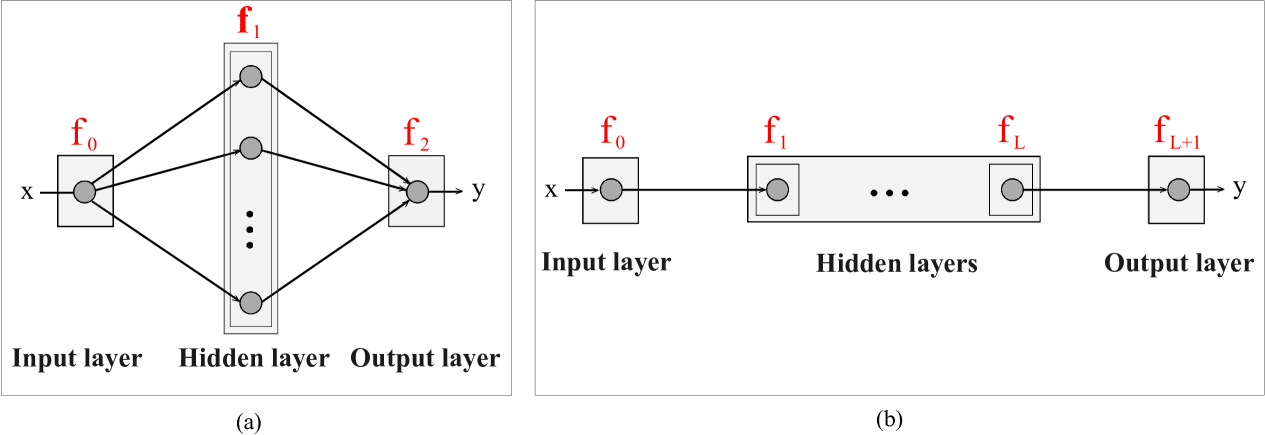 f1
f0
f2
x
y
Input layer
Hidden layer
Output layer
(a)
f0
f1
fL
fL+1
x
...
y
Input layer
Hidden layers
Output layer
(b)